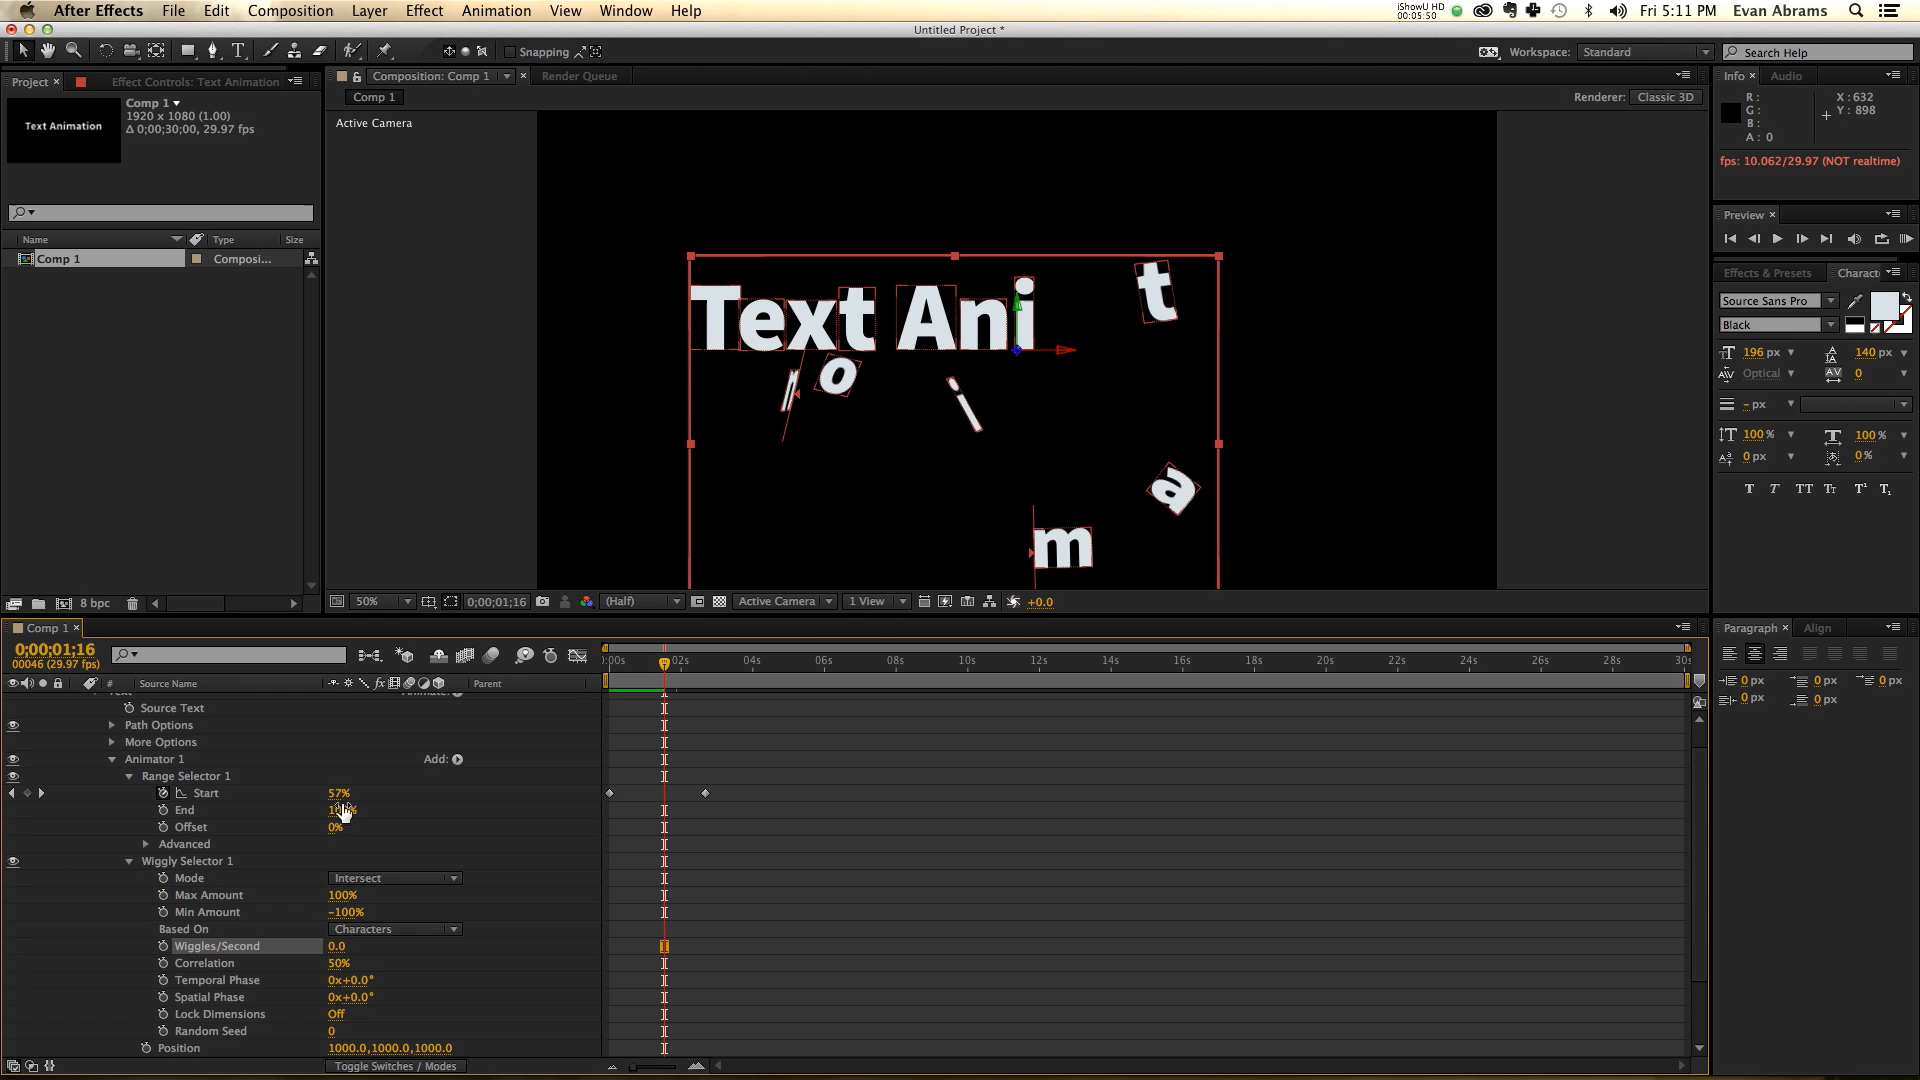 After Effects File Edit Composition Layer Effect Animation View Window Help
iShowU HD
00:05:50
Fri 5:11 PM Evan Abrams
Untitled Project *
Snapping
Workspace: Standard
Search Help
Project × Effect Controls: Text Animation
Composition: Comp 1 × Render Queue
Info × Audio
Comp 1
1920 x 1080 (1.00)
Δ 0;00;30;00, 29.97 fps
Text Animation
Comp 1
Renderer: Classic 3D
Active Camera
R :
G :
B :
A : 0
X : 632
Y : 898
fps: 10.062/29.97 (NOT realtime)
Preview ×
Name Type Size
Comp 1 Composi...
Text Ani
t
l
o
i
a
m
Effects & Presets Charact
Source Sans Pro
Black
196 px 140 px
Optical 0
- px
100 % 100 %
0 px 0 %
T T TT Tt T¹ T₁
8 bpc
50% 0;00;01;16 (Half) Active Camera 1 View +0.0
Comp 1 ×
0;00;01;16
00046 (29.97 fps)
# Source Name Parent
:00s 02s 04s 06s 08s 10s 12s 14s 16s 18s 20s 22s 24s 26s 28s 30s
Source Text
Path Options
More Options
Animator 1 Add:
Range Selector 1
Start 57%
End
Offset 0%
Advanced
Wiggly Selector 1
Mode Intersect
Max Amount 100%
Min Amount -100%
Based On Characters
Wiggles/Second 0.0
Correlation 50%
Temporal Phase 0x+0.0°
Spatial Phase 0x+0.0°
Lock Dimensions Off
Random Seed 0
Position 1000.0,1000.0,1000.0
Toggle Switches / Modes
Paragraph × Align
0 px 0 px 0 px
0 px 0 px